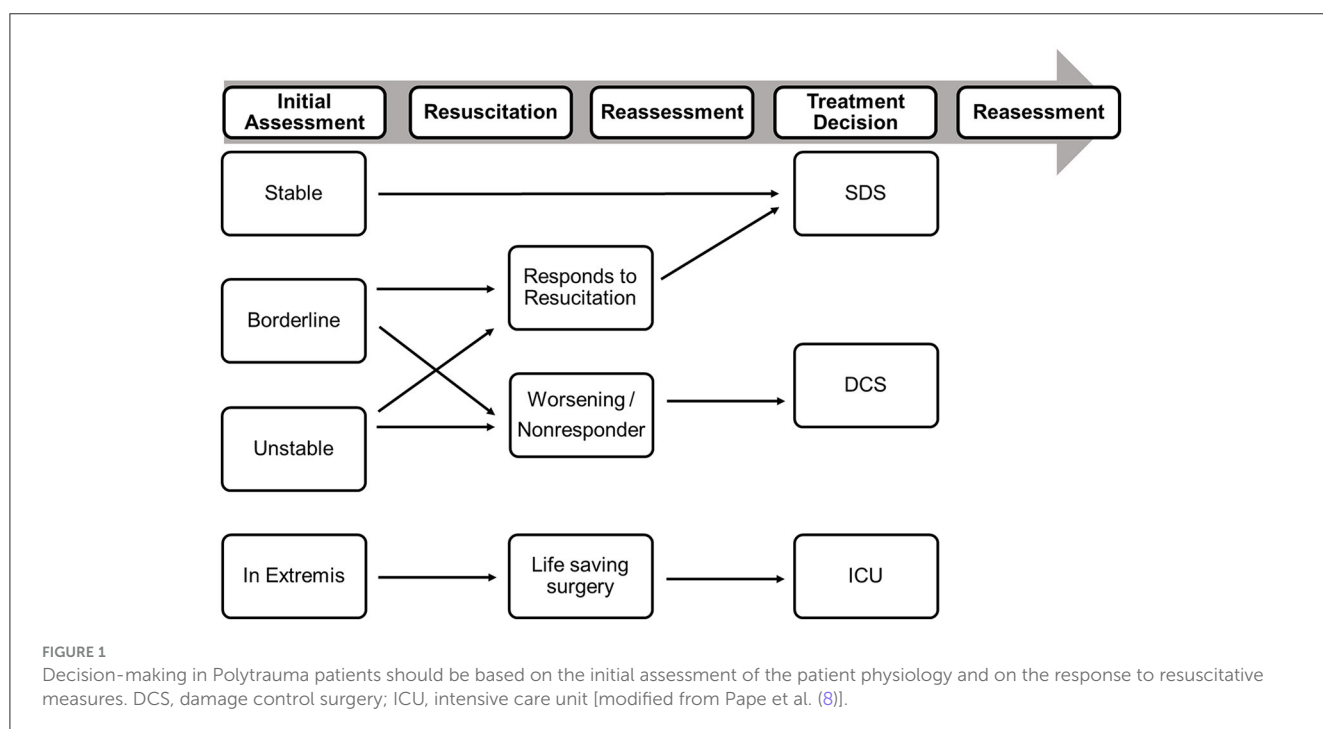 Initial
Assessment
Resuscitation
Reassessment
Treatment
Decision
Reasessment
Stable
SDS
Responds to
Resucitation
Borderline
DCS
Worsening /
Nonresponder
Unstable
In Extremis
Life saving
surgery
ICU
FIGURE 1
Decision-making in Polytrauma patients should be based on the initial assessment of the patient physiology and on the response to resuscitative
measures. DCS, damage control surgery; ICU, intensive care unit [modified from Pape et al. (8)].